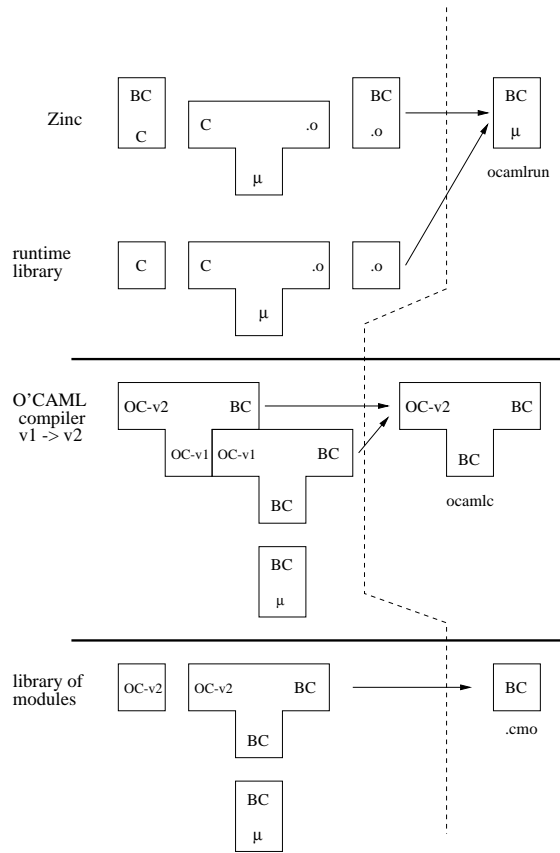 BC
C
Zinc
C .o
µ
BC
.o
BC
µ
ocamlrun
runtime
library
C
C .o
µ
.o
O'CAML
compiler
v1 -> v2
OC-v2 BC
OC-v1
OC-v1 BC
BC
BC
µ
OC-v2 BC
BC
ocamlc
library of
modules
OC-v2
OC-v2 BC
BC
BC
µ
BC
.cmo